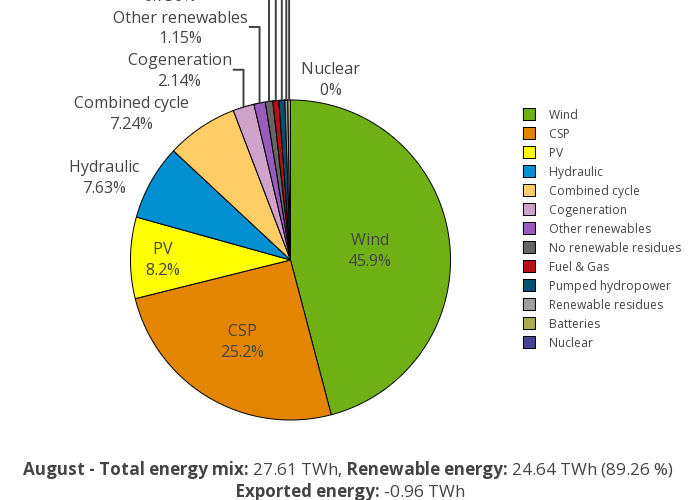 Other renewables
1.15%
Cogeneration
2.14%
Combined cycle
7.24%
Hydraulic
7.63%
Nuclear
0%
PV
8.2%
Wind
45.9%
CSP
25.2%
Wind
CSP
PV
Hydraulic
Combined cycle
Cogeneration
Other renewables
No renewable residues
Fuel & Gas
Pumped hydropower
Renewable residues
Batteries
Nuclear
August - Total energy mix: 27.61 TWh, Renewable energy: 24.64 TWh (89.26 %)
Exported energy: -0.96 TWh